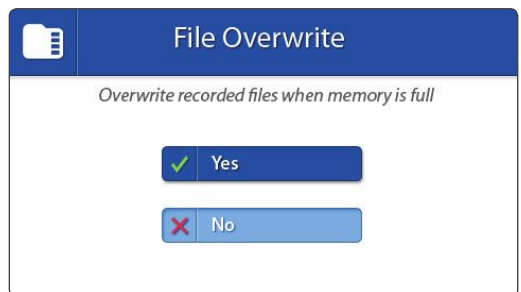 File Overwrite
Overwrite recorded files when memory is full
Yes
No